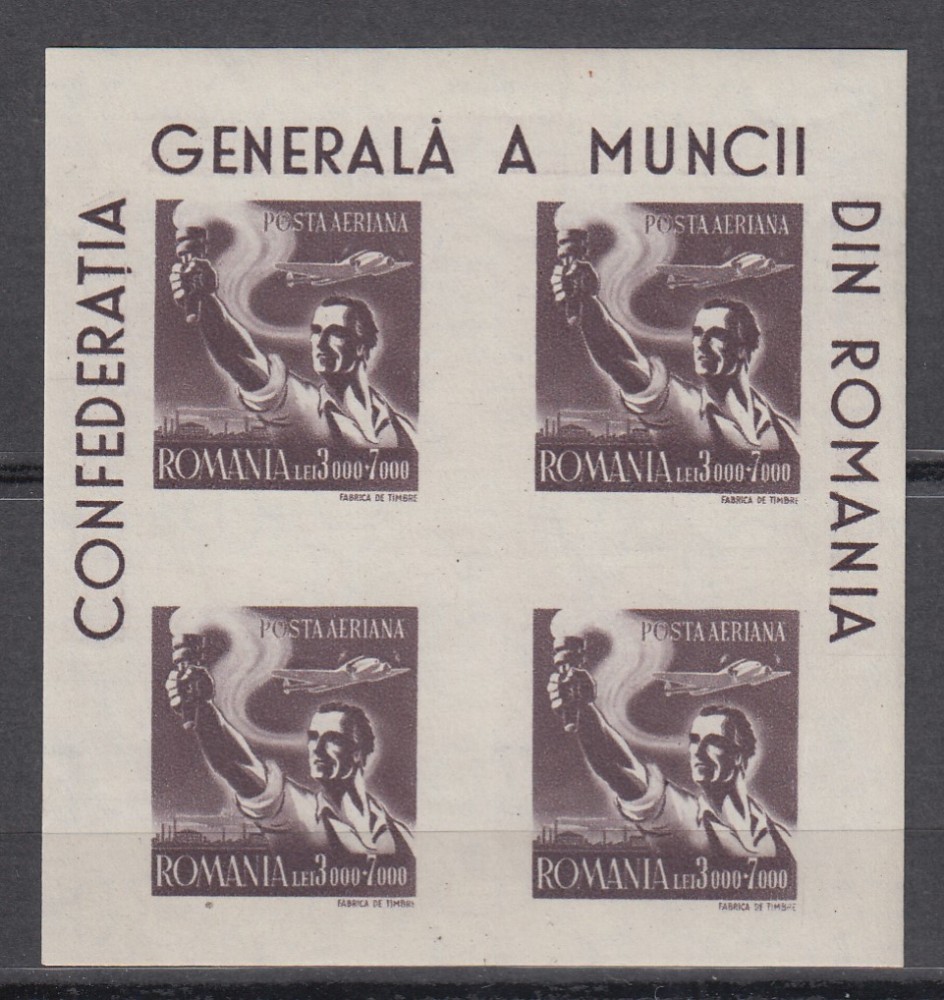 CONFEDERAȚIA
GENERALĂ A MUNCII
DIN ROMANIA
POSTA AERIANA
ROMANIA LEI 3000+7000
FABRICA DE TIMBRE
POSTA AERIANA
ROMANIA LEI 3000+7000
FABRICA DE TIMBRE
POSTA AERIANA
ROMANIA LEI 3000+7000
FABRICA DE TIMBRE
POSTA AERIANA
ROMANIA LEI 3000+7000
FABRICA DE TIMBRE